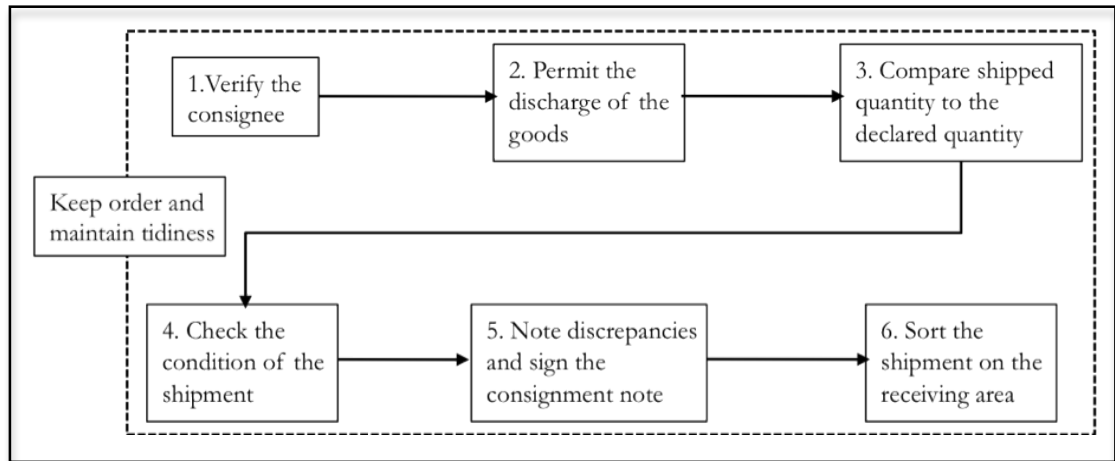 1.Verify the
consignee
2. Permit the
discharge of the
goods
3. Compare shipped
quantity to the
declared quantity
Keep order and
maintain tidiness
4. Check the
condition of the
shipment
5. Note discrepancies
and sign the
consignment note
6. Sort the
shipment on the
receiving area